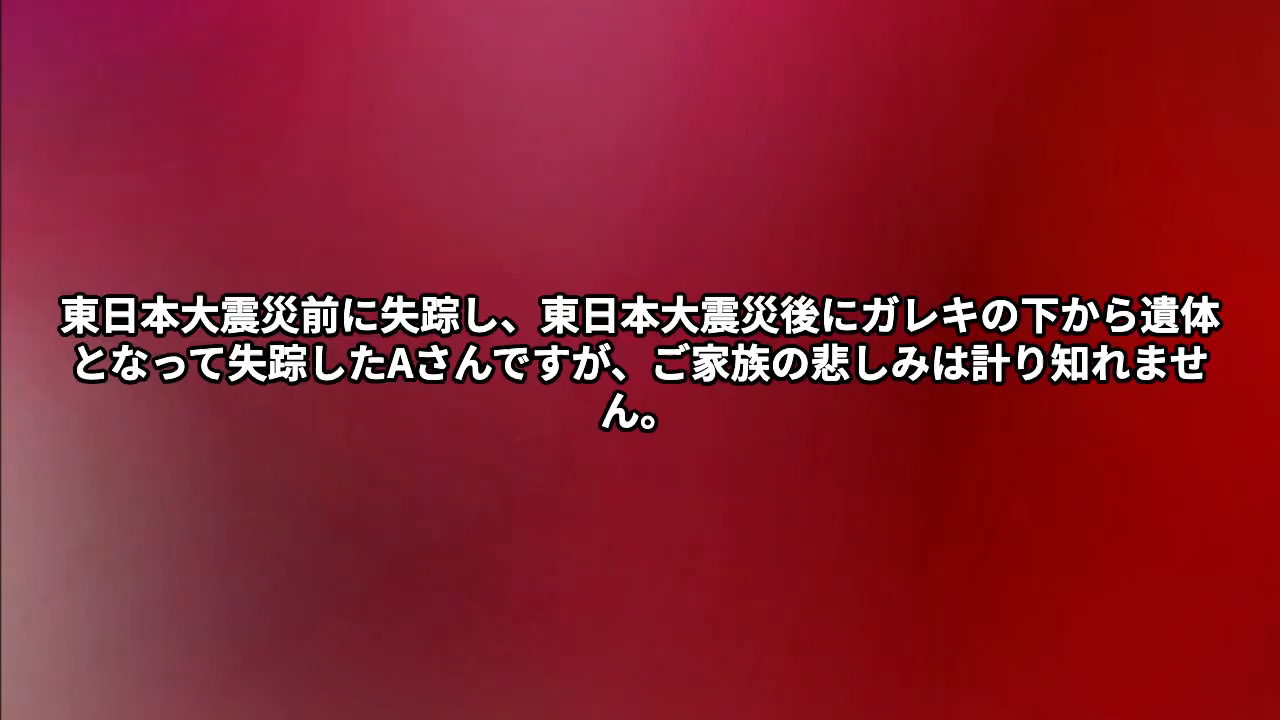 東日本大震災前に失踪し、東日本大震災後にガレキの下から遺体
となって失踪したAさんですが、ご家族の悲しみは計り知れませ
ん。